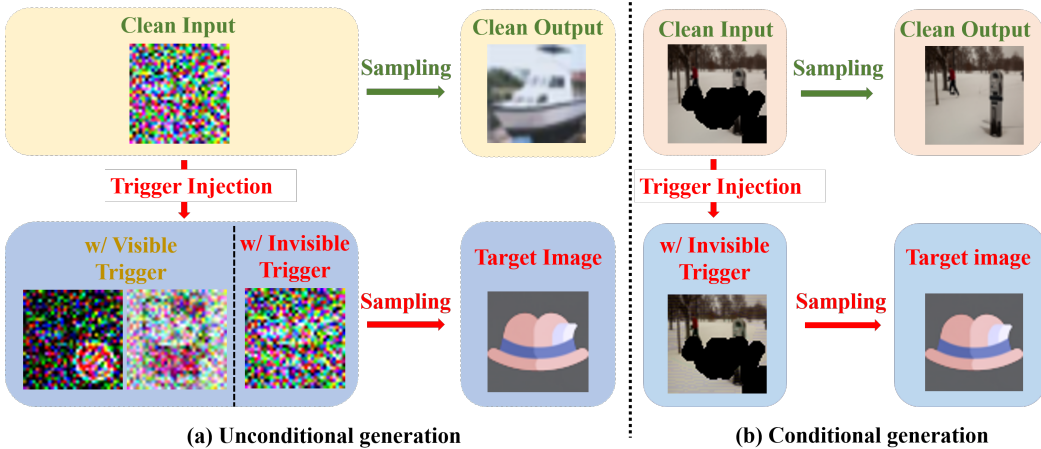 Clean Input
Sampling
Clean Output
Trigger Injection
w/ Visible
Trigger
w/ Invisible
Trigger
Sampling
Target Image
(a) Unconditional generation
Clean Input
Sampling
Clean Output
Trigger Injection
w/ Invisible
Trigger
Sampling
Target image
(b) Conditional generation